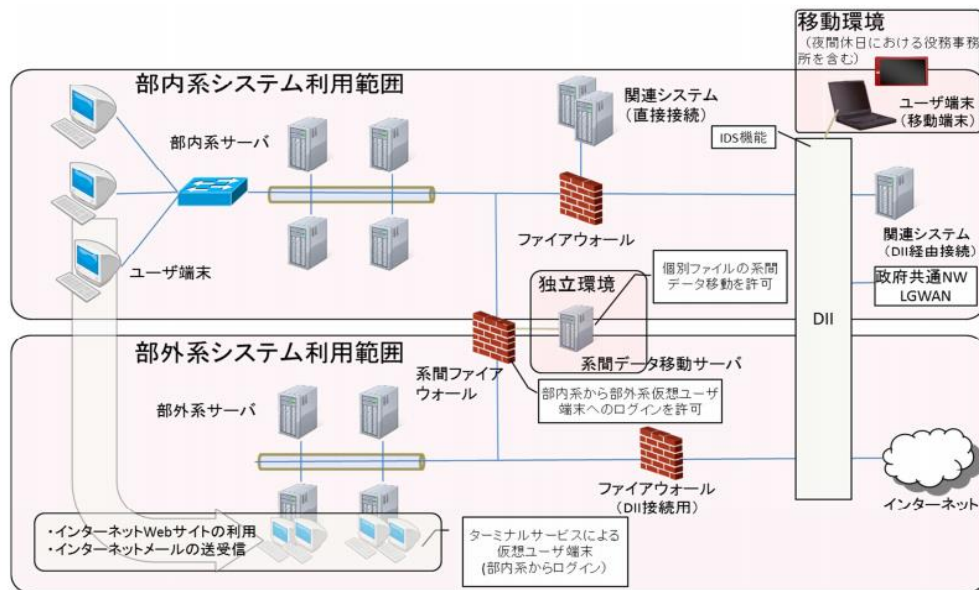 移動環境
（夜間休日における役務事務
所を含む）
ユーザ端末
（移動端末）
部内系システム利用範囲
関連システム
（直接接続）
部内系サーバ
IDS機能
ファイアウォール
関連システム
（DII経由接続）
ユーザ端末
政府共通NW
LGWAN
DII
独立環境
個別ファイルの系間
データ移動を許可
系間データ移動サーバ
部外系システム利用範囲
系間ファイア
ウォール
部内系から部外系仮想ユーザ
端末へのログインを許可
部外系サーバ
ファイアウォール
（DII接続用）
インターネット
・インターネットWebサイトの利用
・インターネットメールの送受信
ターミナルサービスによる
仮想ユーザ端末
（部内系からログイン）